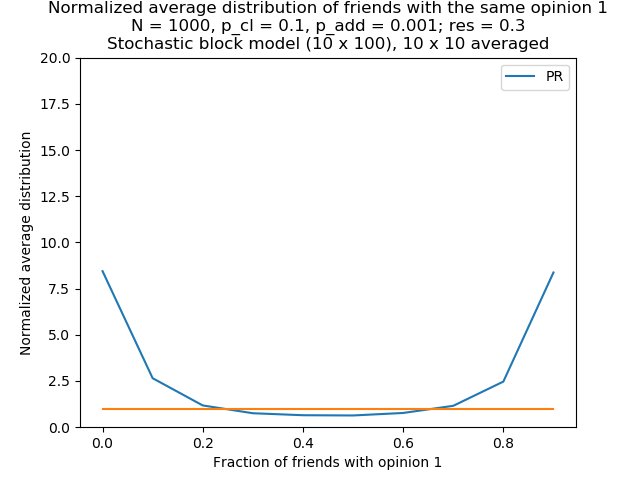 Normalized average distribution of friends with the same opinion 1
N = 1000, p_cl = 0.1, p_add = 0.001; res = 0.3
Stochastic block model (10 x 100), 10 x 10 averaged
PR
20.0
17.5
15.0
12.5
10.0
7.5
5.0
2.5
0.0
Normalized average distribution
0.0 0.2 0.4 0.6 0.8
Fraction of friends with opinion 1